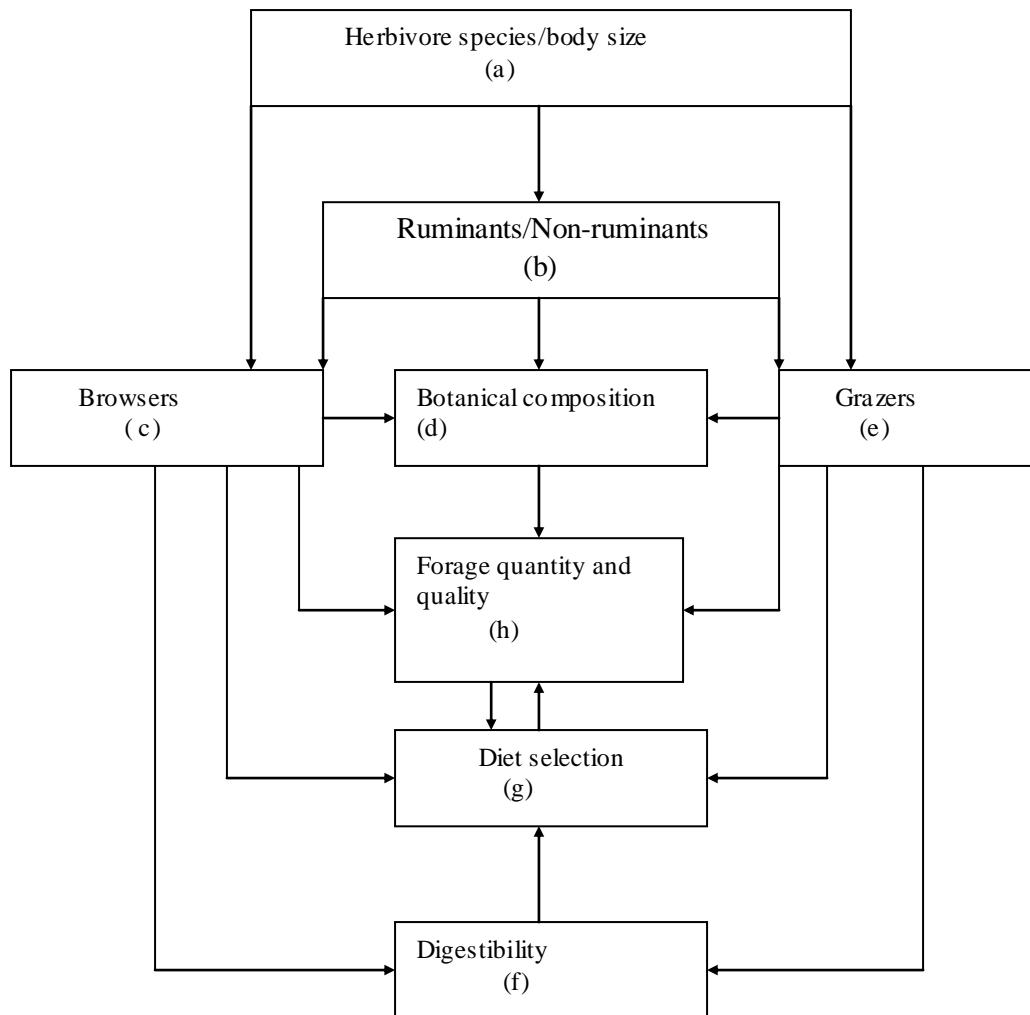 Herbivore species/body size
(a)
Ruminants/Non-ruminants
(b)
Browsers
( c)
Botanical composition
(d)
Grazers
(e)
Forage quantity and
quality
(h)
Diet selection
(g)
Digestibility
(f)